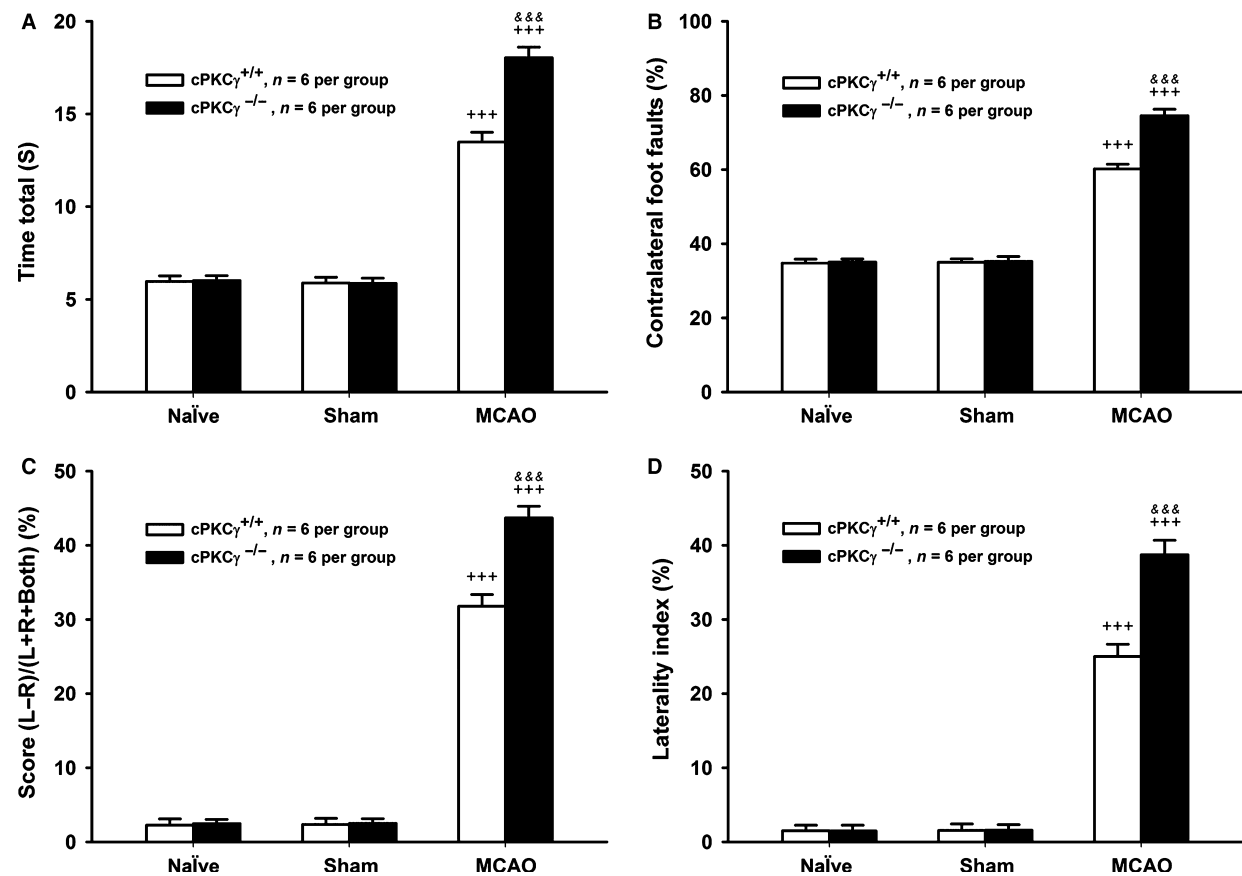 A
20
15
10
5
0
Time total (S)
cPKCγ+/+, n = 6 per group
cPKCγ −/−, n = 6 per group
+++
&&&
+++
NaÏve
Sham
MCAO
B
100
80
60
40
20
0
Contralateral foot faults (%)
cPKCγ+/+, n = 6 per group
cPKCγ −/−, n = 6 per group
+++
&&&
+++
NaÏve
Sham
MCAO
C
50
40
30
20
10
0
Score (L−R)/(L+R+Both) (%)
cPKCγ+/+, n = 6 per group
cPKCγ −/−, n = 6 per group
+++
&&&
+++
NaÏve
Sham
MCAO
D
50
40
30
20
10
0
Laterality index (%)
cPKCγ+/+, n = 6 per group
cPKCγ −/−, n = 6 per group
+++
&&&
+++
NaÏve
Sham
MCAO